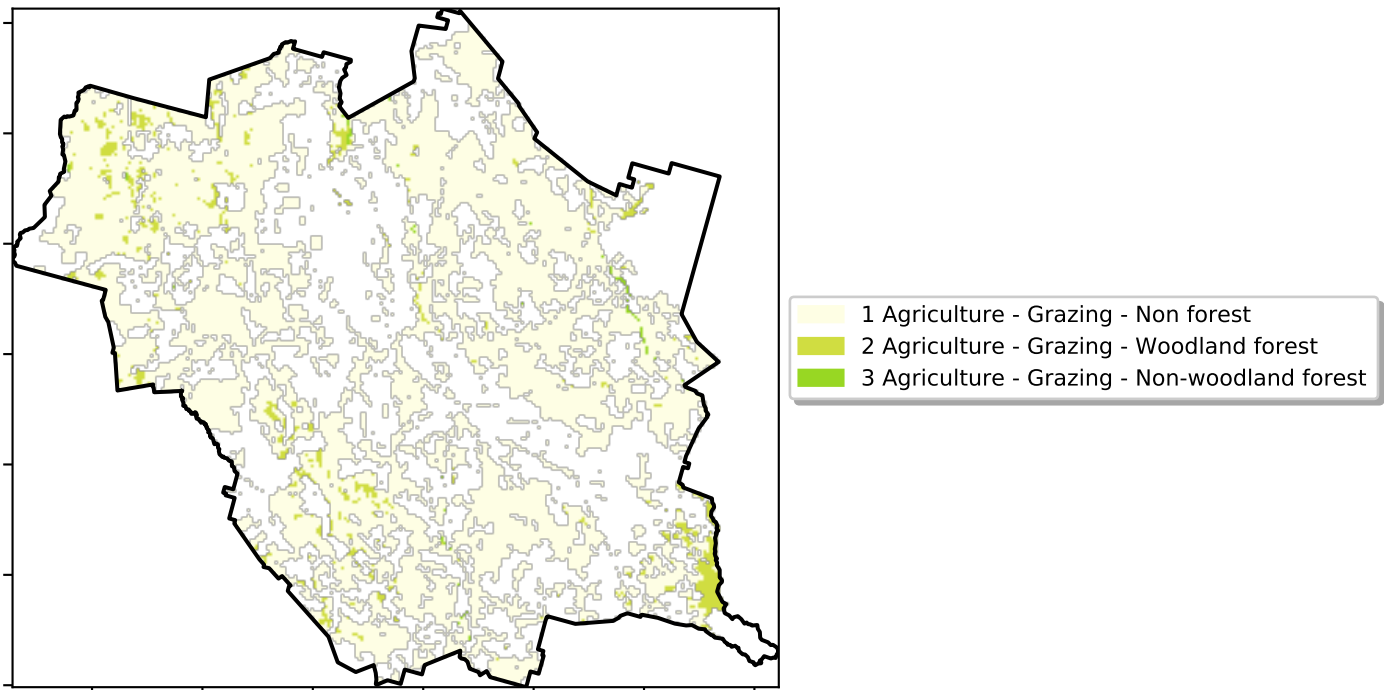 1 Agriculture - Grazing - Non forest
2 Agriculture - Grazing - Woodland forest
3 Agriculture - Grazing - Non-woodland forest